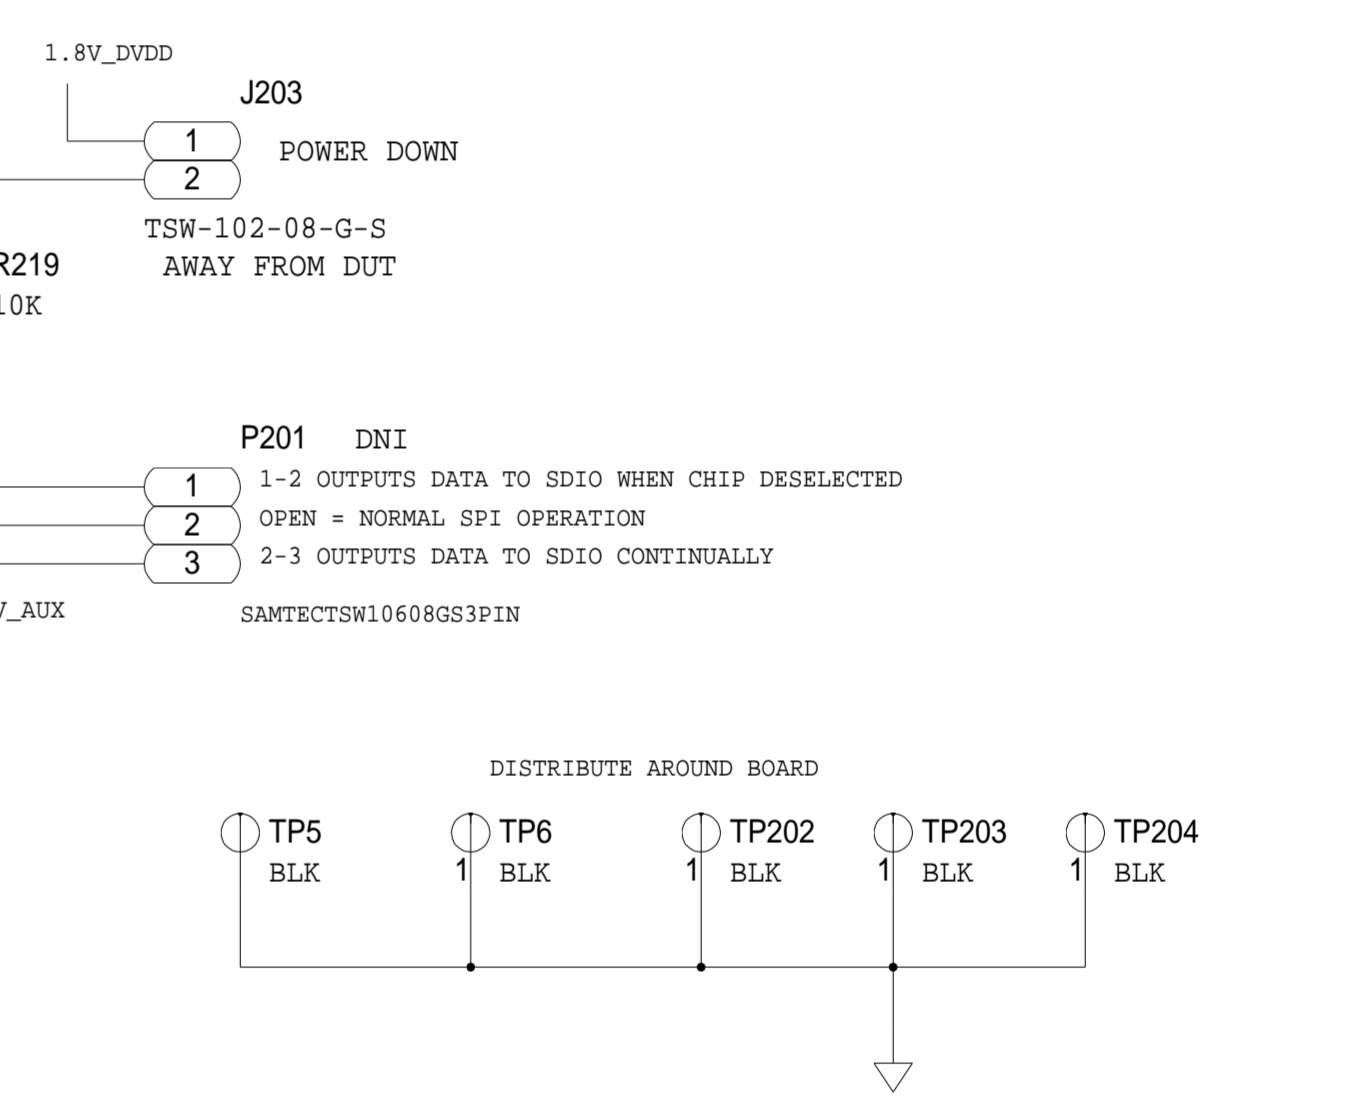 1.8V_DVDD
J203
1
POWER DOWN
2
TSW-102-08-G-S
R219
AWAY FROM DUT
10K
P201 DNI
1 1-2 OUTPUTS DATA TO SDIO WHEN CHIP DESELECTED
2 OPEN = NORMAL SPI OPERATION
3 2-3 OUTPUTS DATA TO SDIO CONTINUALLY
V_AUX
SAMTECTSW10608GS3PIN
DISTRIBUTE AROUND BOARD
TP5 TP6 TP202 TP203 TP204
BLK 1 BLK 1 BLK 1 BLK 1 BLK